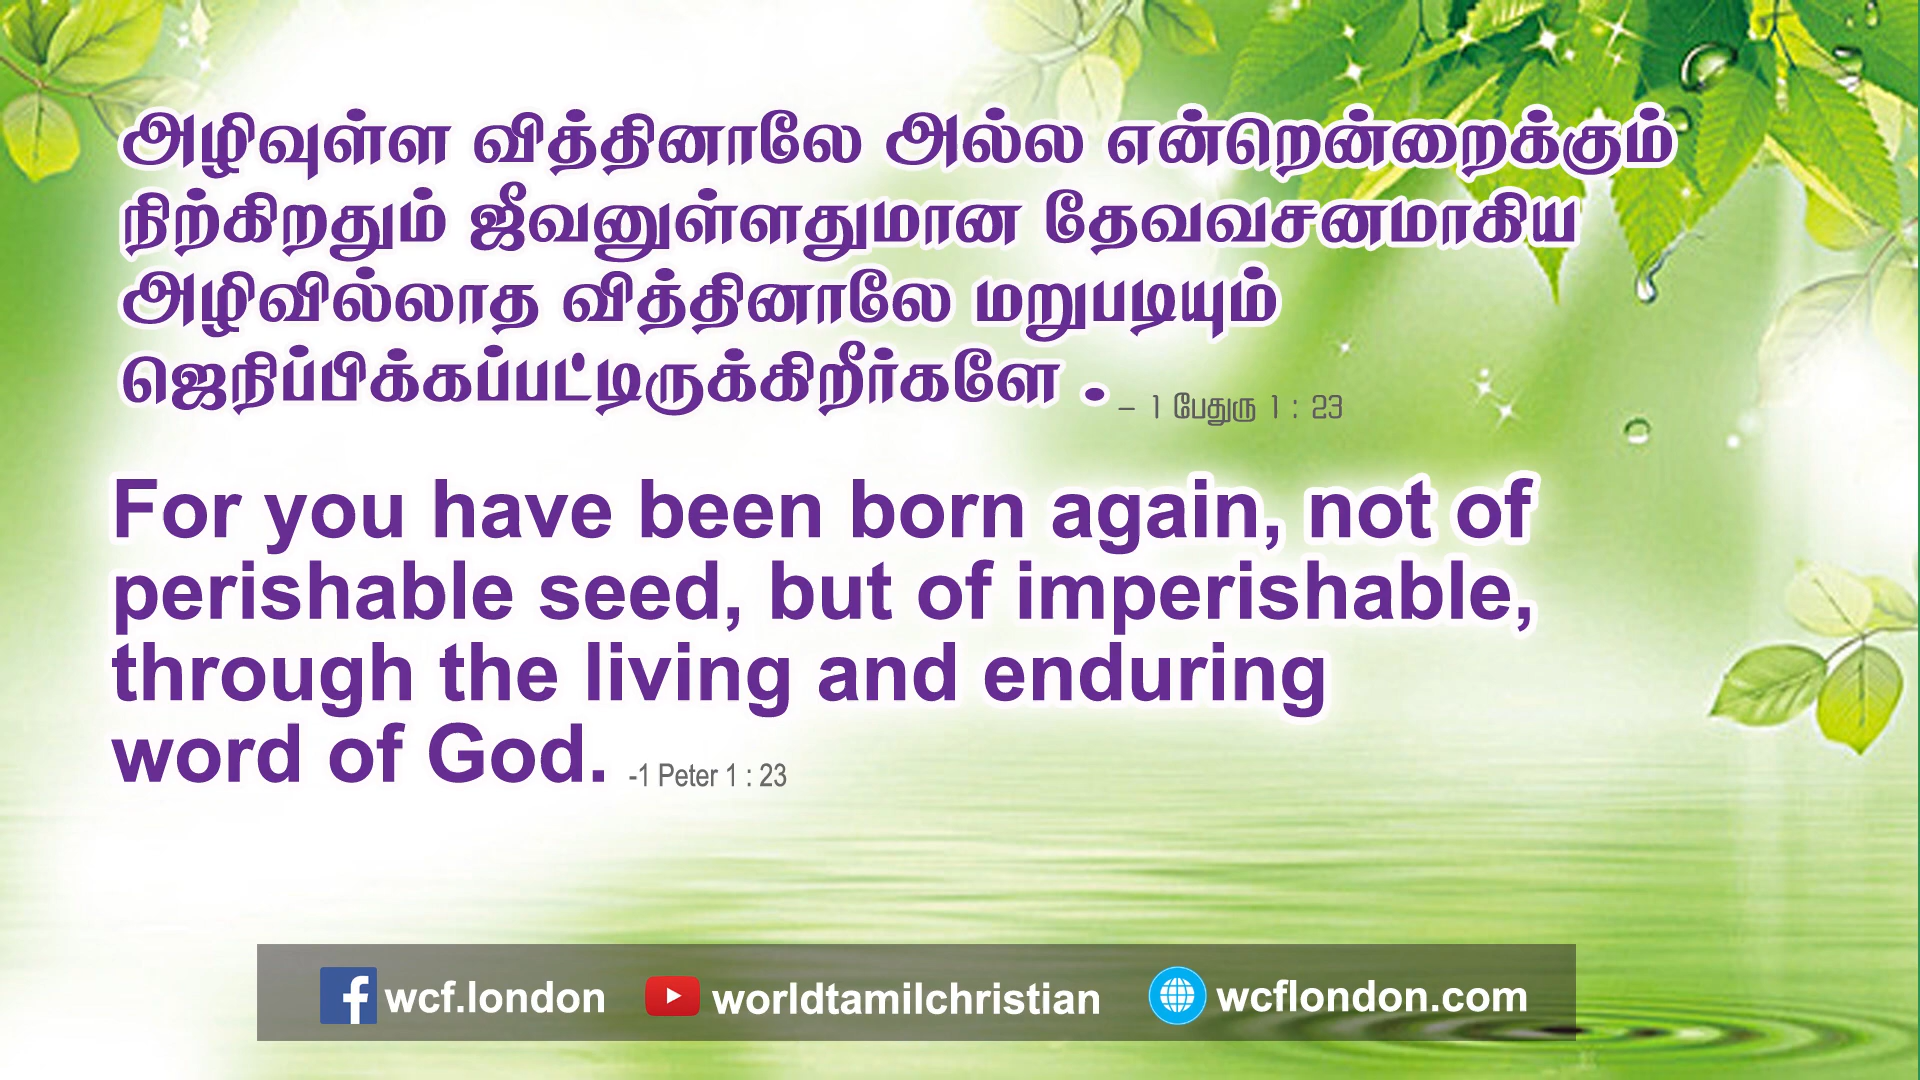 அழிவுள்ள வித்தினாலே அல்ல என்றென்றைக்கும்
நிற்கிறதும் ஜீவனுள்ளதுமான தேவவசனமாகிய
அழிவில்லாத வித்தினாலே மறுபடியும்
ஜெநிப்பிக்கப்பட்டிருக்கிறீர்களே . – 1 பேதுரு 1 : 23
For you have been born again, not of
perishable seed, but of imperishable,
through the living and enduring
word of God. -1 Peter 1 : 23
wcf.london worldtamilchristian wcflondon.com